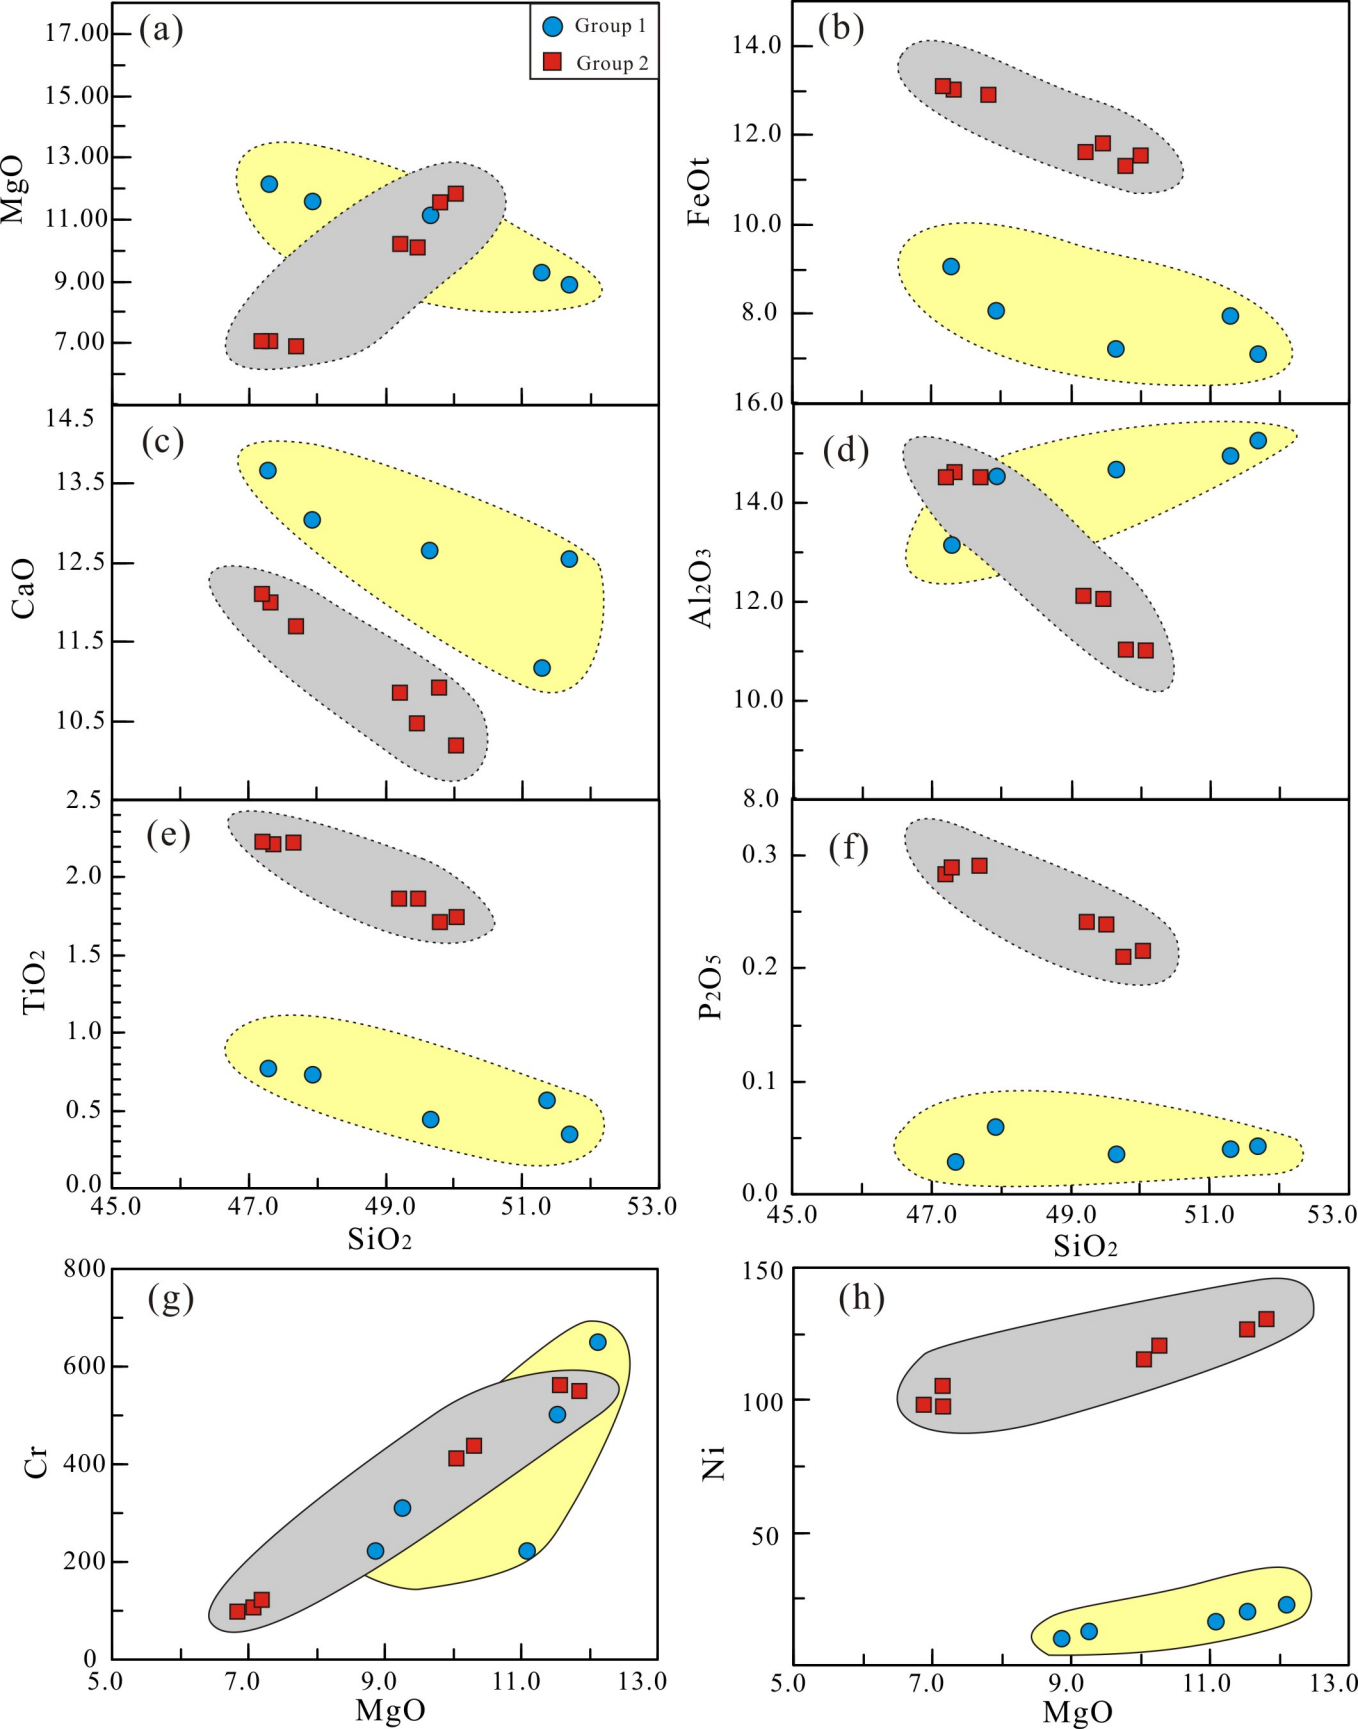 (a)
Group 1
Group 2
17.00
15.00
13.00
11.00
9.00
7.00
MgO
(b)
14.0
12.0
10.0
8.0
FeOt
(c)
14.5
13.5
12.5
11.5
10.5
CaO
(d)
16.0
14.0
12.0
10.0
8.0
Al2O3
(e)
2.5
2.0
1.5
1.0
0.5
0.0
TiO2
45.0 47.0 49.0 51.0 53.0
SiO2
(f)
0.3
0.2
0.1
0.0
P2O5
45.0 47.0 49.0 51.0 53.0
SiO2
(g)
800
600
400
200
0
Cr
5.0 7.0 9.0 11.0 13.0
MgO
(h)
150
100
50
Ni
5.0 7.0 9.0 11.0 13.0
MgO